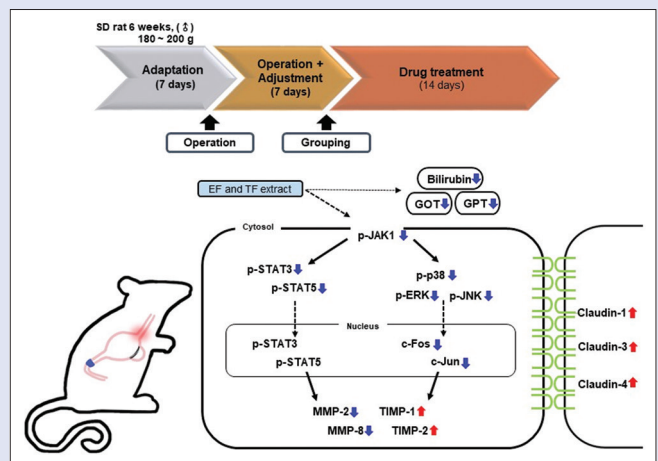 SD rat 6 weeks, (♂)
180 ~ 200 g
Adaptation
(7 days)
Operation +
Adjustment
(7 days)
Drug treatment
(14 days)
Operation
Grouping
EF and TF extract
Bilirubin
GOT
GPT
Cytosol
p-JAK1
p-STAT3
p-STAT5
p-p38
p-ERK
p-JNK
Nucleus
p-STAT3
p-STAT5
c-Fos
c-Jun
MMP-2
TIMP-1
MMP-8
TIMP-2
Claudin-1
Claudin-3
Claudin-4